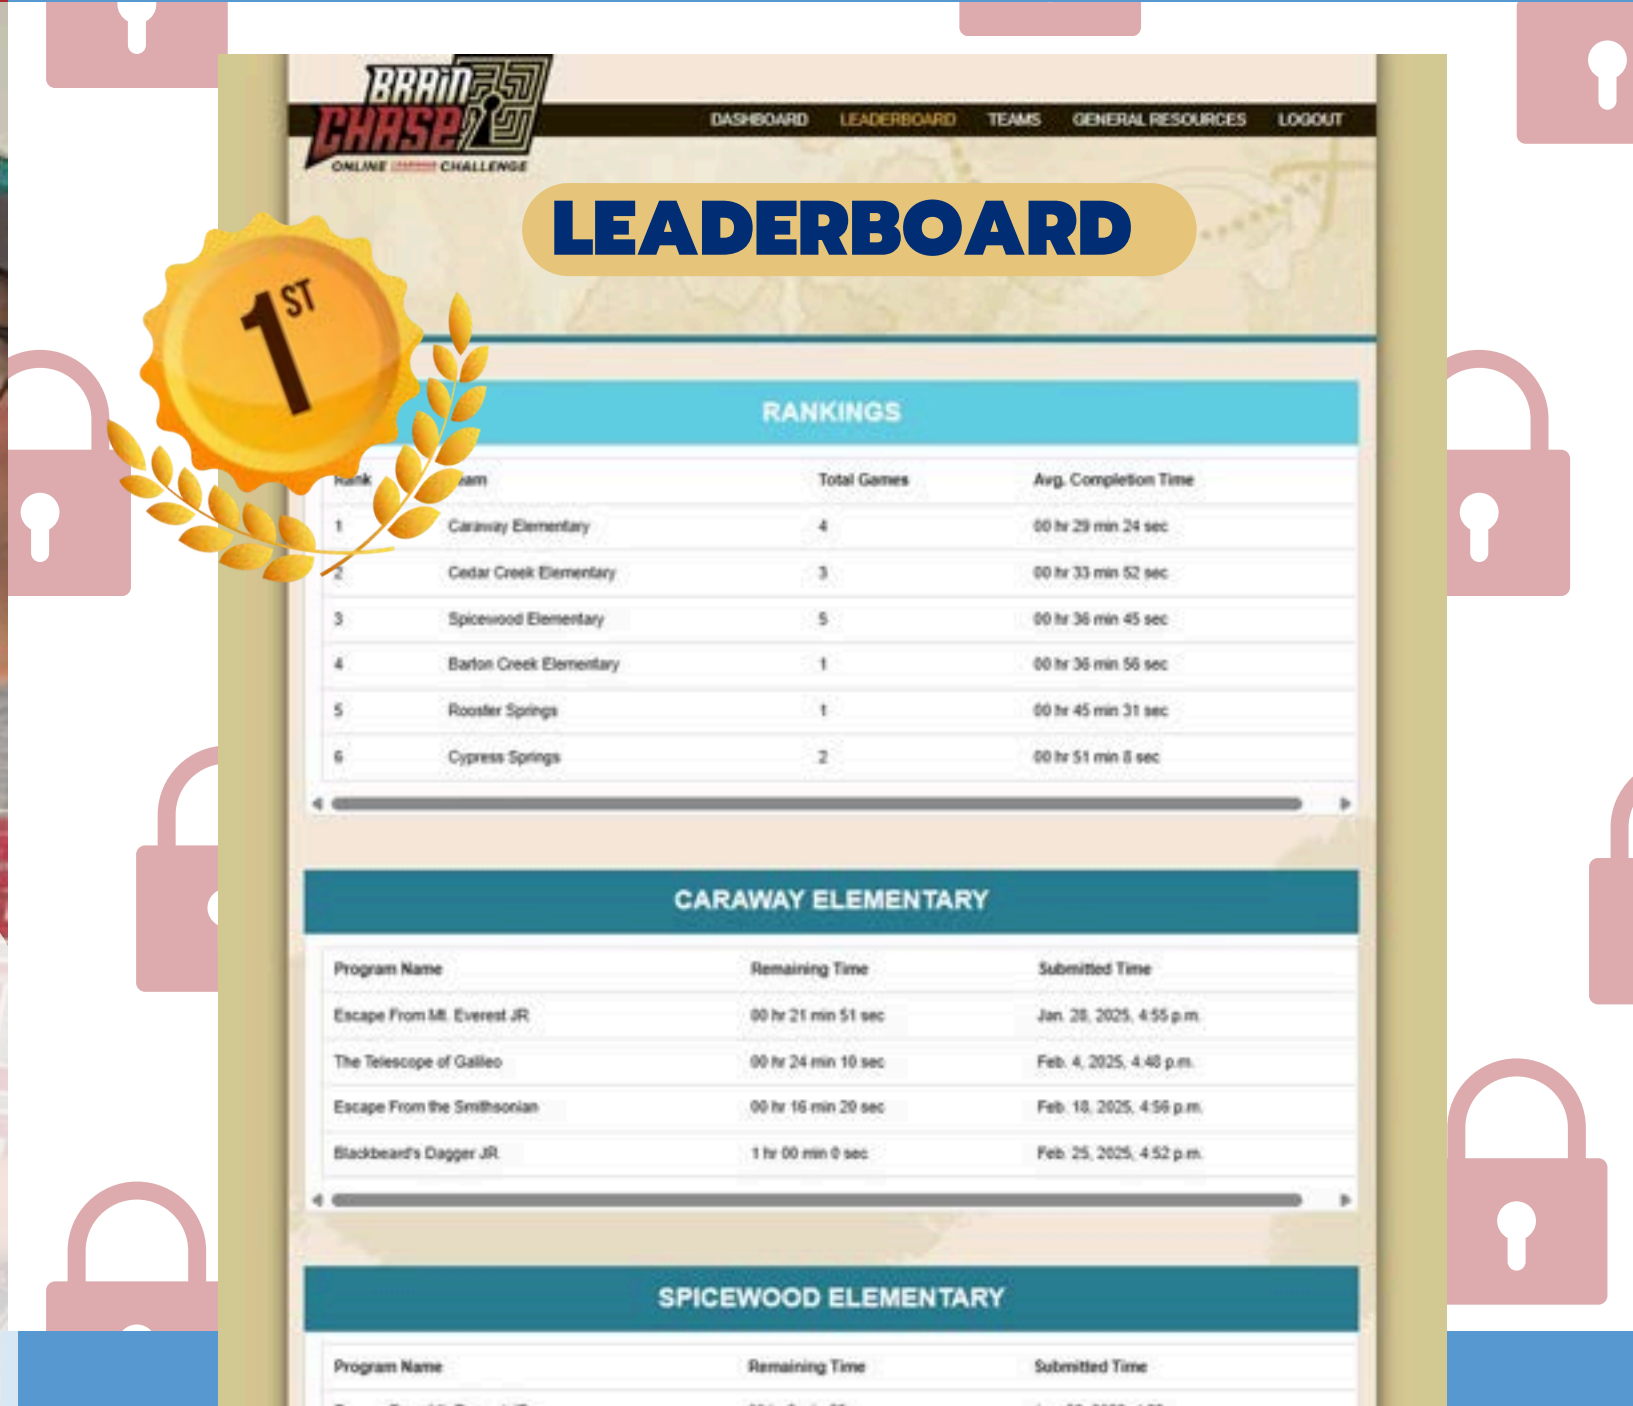 BRAIN
CHASE
ONLINE LEARNING CHALLENGE
DASHBOARD LEADERBOARD TEAMS GENERAL RESOURCES LOGOUT
LEADERBOARD
1ST
RANKINGS
Rank Team Total Games Avg. Completion Time
1 Caraway Elementary 4 00 hr 29 min 24 sec
2 Cedar Creek Elementary 3 00 hr 33 min 52 sec
3 Spicewood Elementary 5 00 hr 36 min 45 sec
4 Barton Creek Elementary 1 00 hr 36 min 56 sec
5 Rooster Springs 1 00 hr 45 min 31 sec
6 Cypress Springs 2 00 hr 51 min 8 sec
CARAWAY ELEMENTARY
Program Name Remaining Time Submitted Time
Escape From Mt. Everest JR 00 hr 21 min 51 sec Jan. 28, 2025, 4:55 p.m.
The Telescope of Galileo 00 hr 24 min 10 sec Feb. 4, 2025, 4:48 p.m.
Escape From the Smithsonian 00 hr 16 min 20 sec Feb. 18, 2025, 4:56 p.m.
Blackbeard's Dagger JR 1 hr 00 min 0 sec Feb. 25, 2025, 4:52 p.m.
SPICEWOOD ELEMENTARY
Program Name Remaining Time Submitted Time